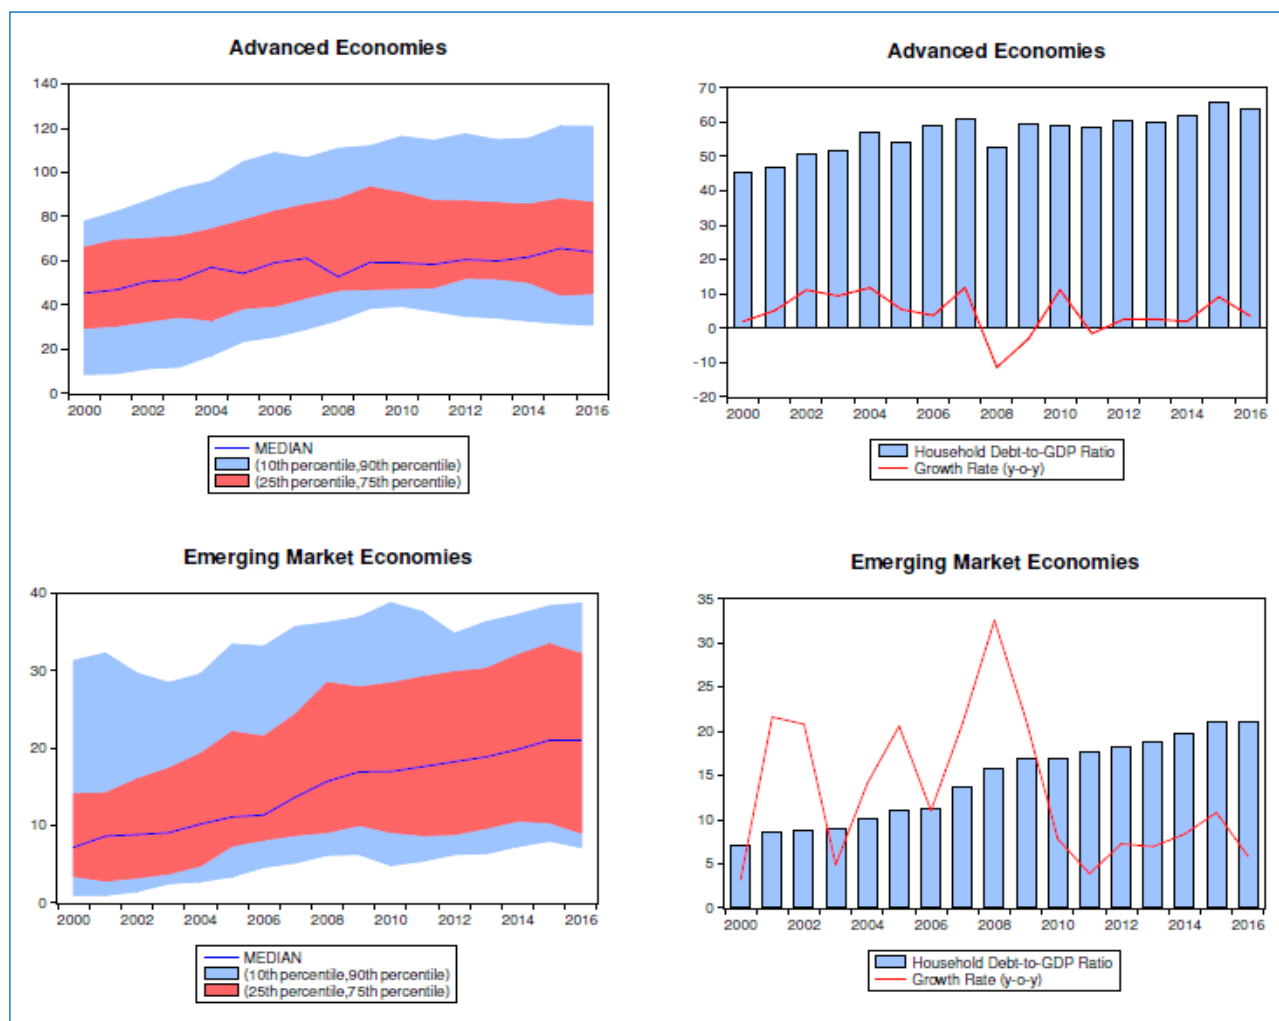 Advanced Economies
140
120
100
80
60
40
20
0
2000 2002 2004 2006 2008 2010 2012 2014 2016
MEDIAN
(10th percentile,90th percentile)
(25th percentile,75th percentile)
Advanced Economies
70
60
50
40
30
20
10
0
-10
-20
2000 2002 2004 2006 2008 2010 2012 2014 2016
Household Debt-to-GDP Ratio
Growth Rate (y-o-y)
Emerging Market Economies
40
30
20
10
0
2000 2002 2004 2006 2008 2010 2012 2014 2016
MEDIAN
(10th percentile,90th percentile)
(25th percentile,75th percentile)
Emerging Market Economies
35
30
25
20
15
10
5
0
2000 2002 2004 2006 2008 2010 2012 2014 2016
Household Debt-to-GDP Ratio
Growth Rate (y-o-y)